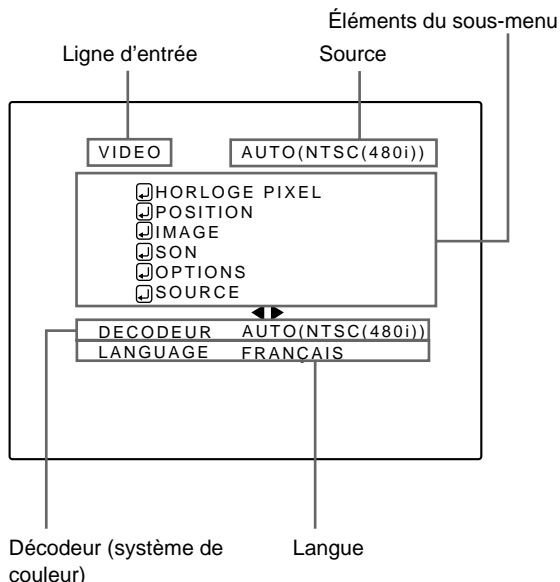 Éléments du sous-menu
Ligne d'entrée Source
VIDEO AUTO(NTSC(480i))
HORLOGE PIXEL
POSITION
IMAGE
SON
OPTIONS
SOURCE
DECODEUR AUTO(NTSC(480i))
LANGUAGE FRANÇAIS
Décodeur (système de couleur)
Langue